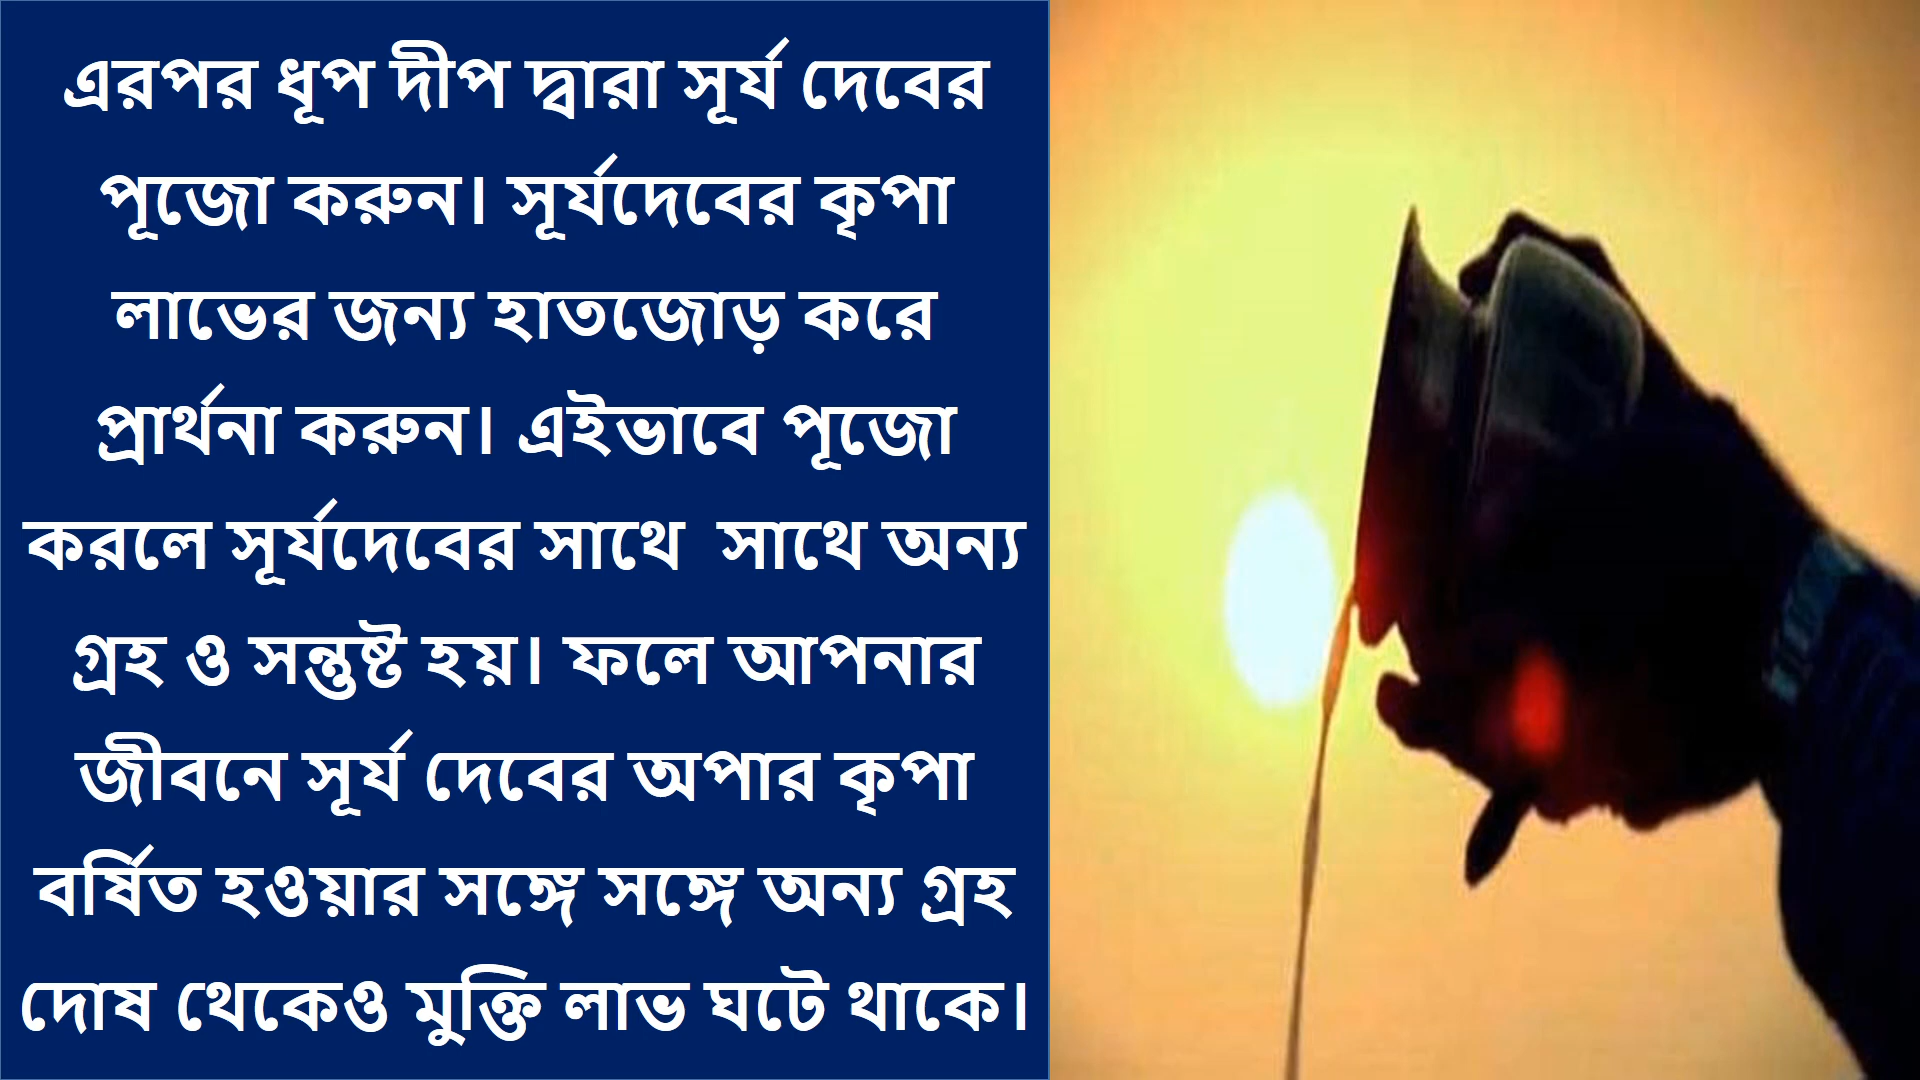 এরপর ধূপ দীপ দ্বারা সূর্য দেবের
পূজো করুন। সূর্যদেবের কৃপা
লাভের জন্য হাতজোড় করে
প্রার্থনা করুন। এইভাবে পূজো
করলে সূর্যদেবের সাথে  সাথে অন্য
গ্রহ ও সন্তুষ্ট হয়। ফলে আপনার
জীবনে সূর্য দেবের অপার কৃপা
বর্ষিত হওয়ার সঙ্গে সঙ্গে অন্য গ্রহ
দোষ থেকেও মুক্তি লাভ ঘটে থাকে।